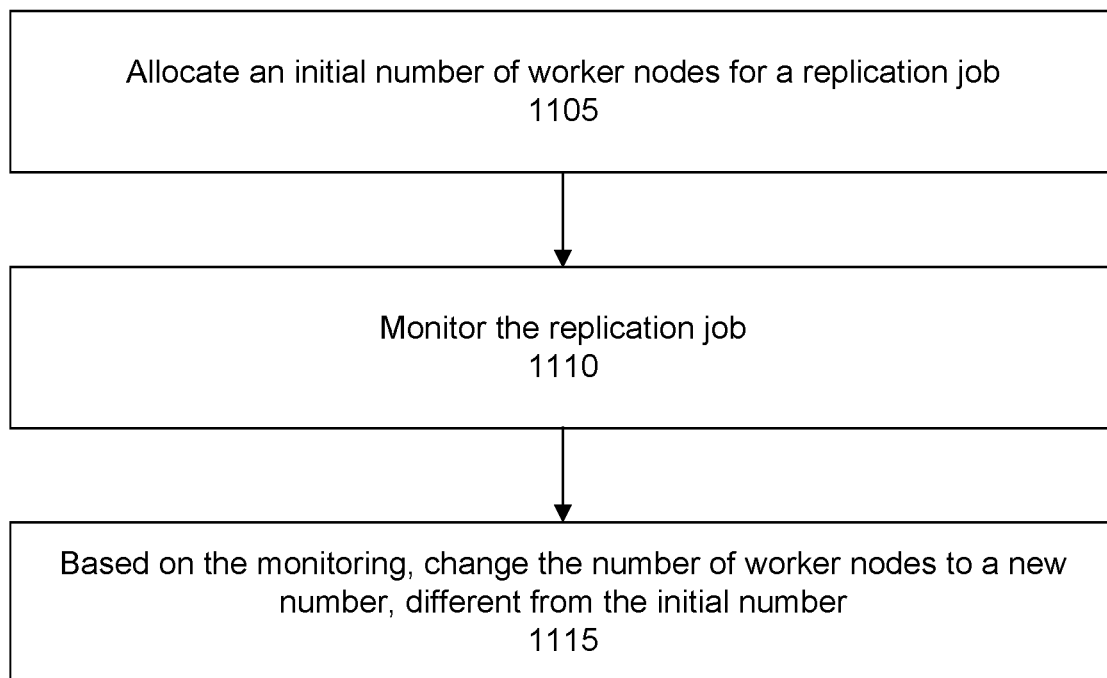 Allocate an initial number of worker nodes for a replication job
1105
Monitor the replication job
1110
Based on the monitoring, change the number of worker nodes to a new
number, different from the initial number
1115